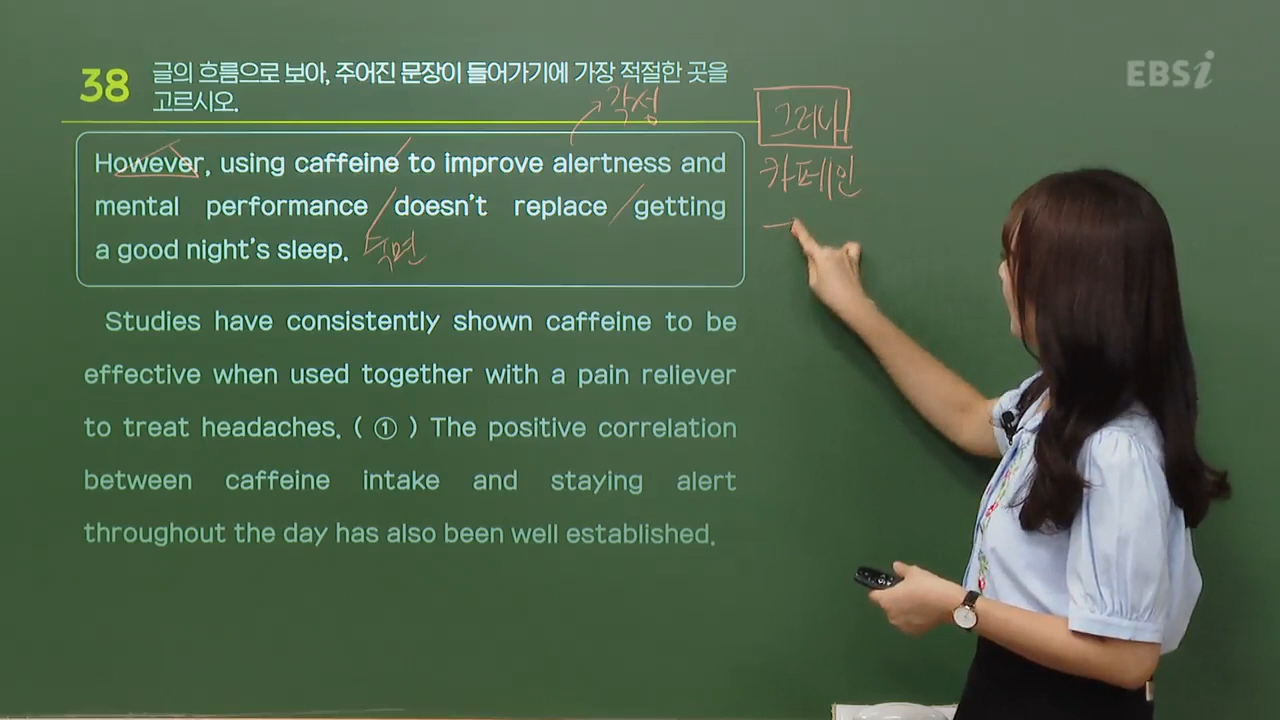 38 글의 흐름으로 보아, 주어진 문장이 들어가기에 가장 적절한 곳을
고르시오.
EBSi
각성
그러나
카페인
However, using caffeine to improve alertness and
mental performance doesn't replace getting
a good night's sleep.
수면
Studies have consistently shown caffeine to be
effective when used together with a pain reliever
to treat headaches. ( ① ) The positive correlation
between caffeine intake and staying alert
throughout the day has also been well established.